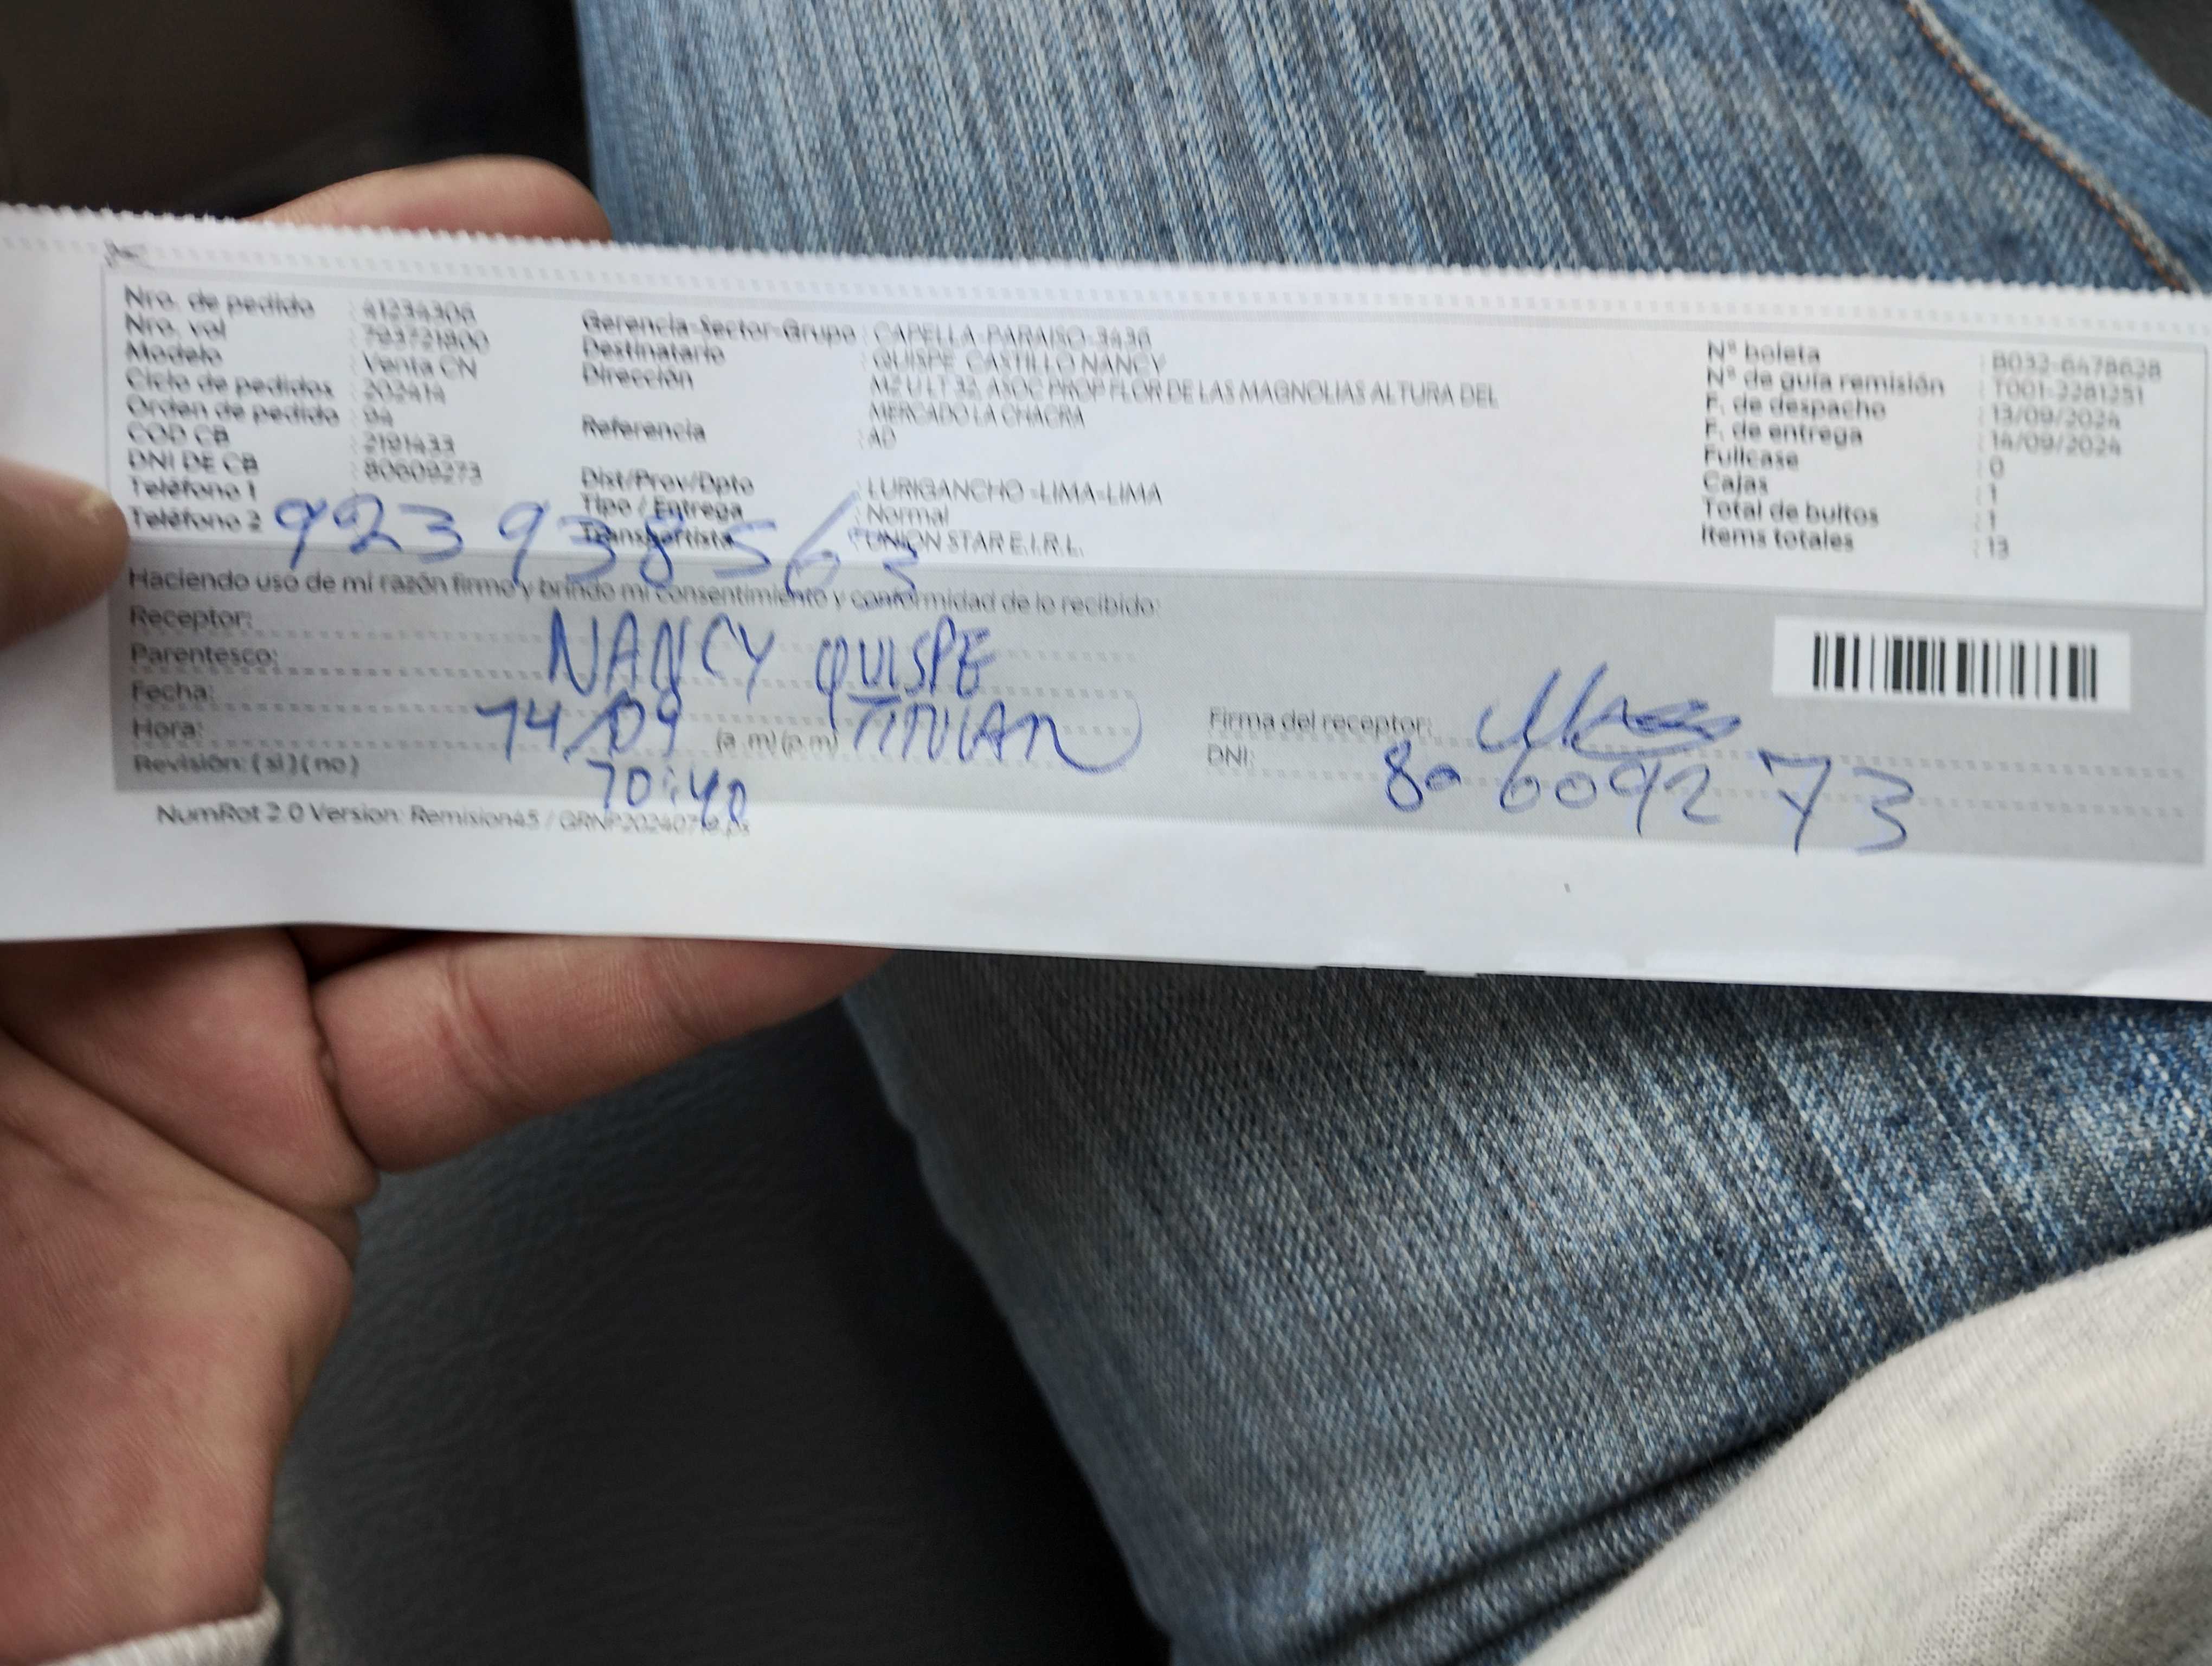 Nro. de pedido : 41234306
Nro. vol : 793721800
Modelo : Venta CN
Ciclo de pedidos : 202414
Orden de pedido : 94
COD CB : 2191433
DNI DE CB : 80609273
Teléfono 1
Teléfono 2 923 938563
Gerencia-Sector-Grupo : CAPELLA-PARAISO-3436
Destinatario : QUISPE CASTILLO NANCY
Dirección : MZ U LT 32, ASOC PROP FLOR DE LAS MAGNOLIAS ALTURA DEL
MERCADO LA CHACRA
Referencia : AD
Dist/Prov/Dpto : LURIGANCHO -LIMA-LIMA
Tipo / Entrega : Normal
Transportista : UNION STAR E.I.R.L.
N° boleta : B032-6478628
N° de guía remisión : T001-2281251
F. de despacho : 13/09/2024
F. de entrega : 14/09/2024
Fullcase : 0
Cajas : 1
Total de bultos : 1
Items totales : 13
Haciendo uso de mi razón firmo y brindo mi consentimiento y conformidad de lo recibido:
Receptor:
Parentesco: NANCY QUISPE
Fecha: 14/09
Hora: (a .m) (p.m)
10:40
Revisión: ( si ) ( no )
Firma del receptor:
DNI: 80609273
NumRot 2.0 Version: Remision45 /